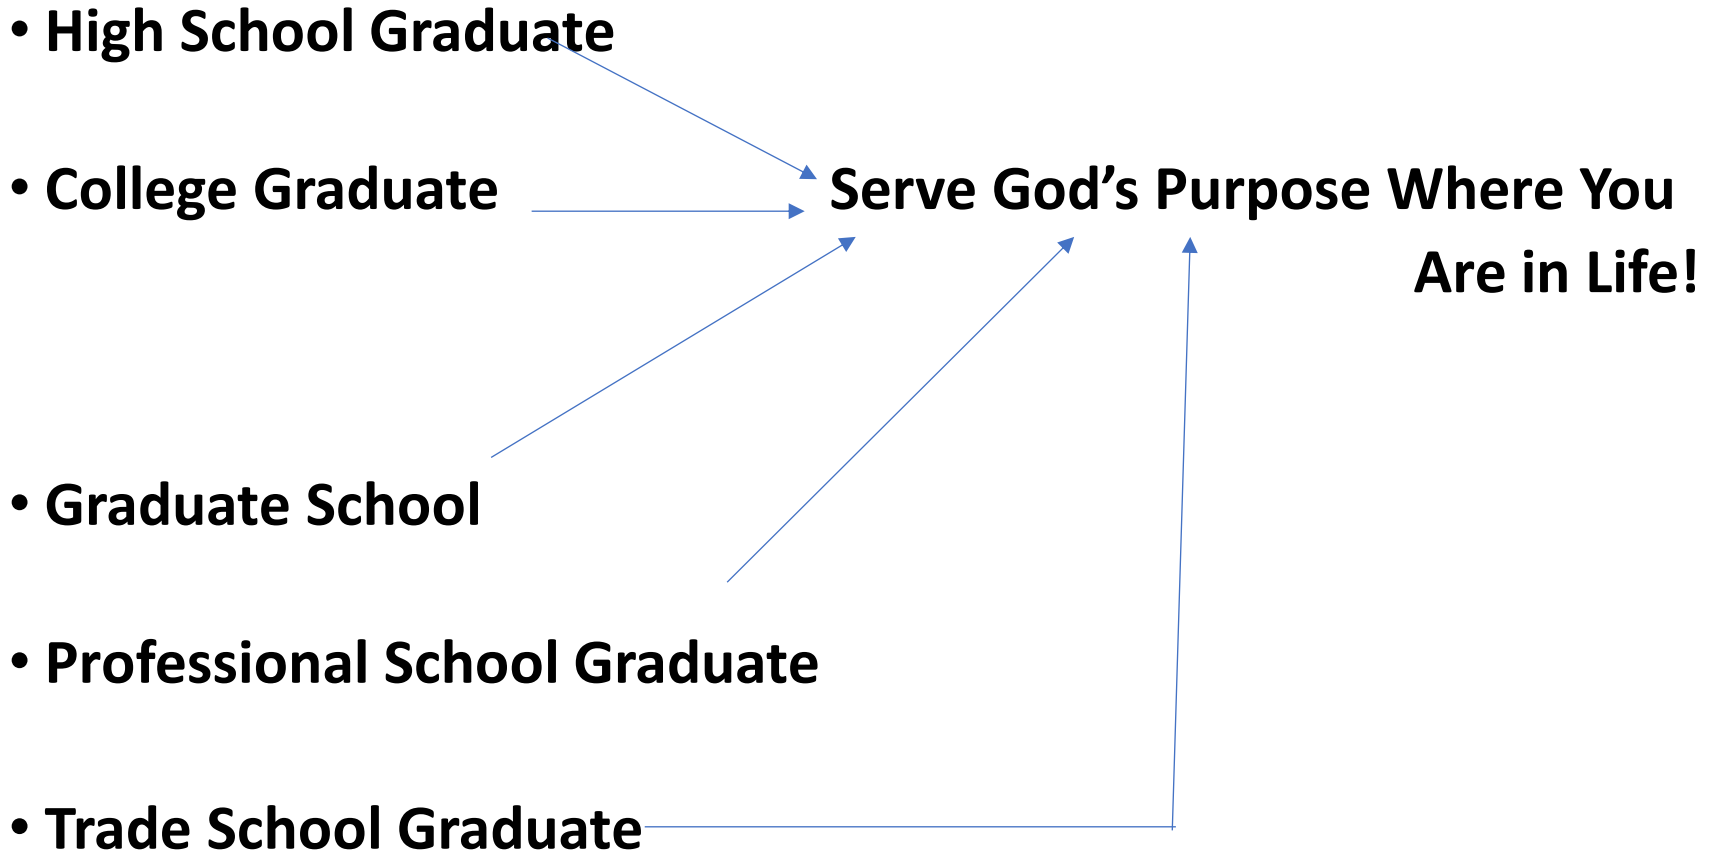 • High School Graduate
• College Graduate
Serve God’s Purpose Where You
Are in Life!
• Graduate School
• Professional School Graduate
• Trade School Graduate